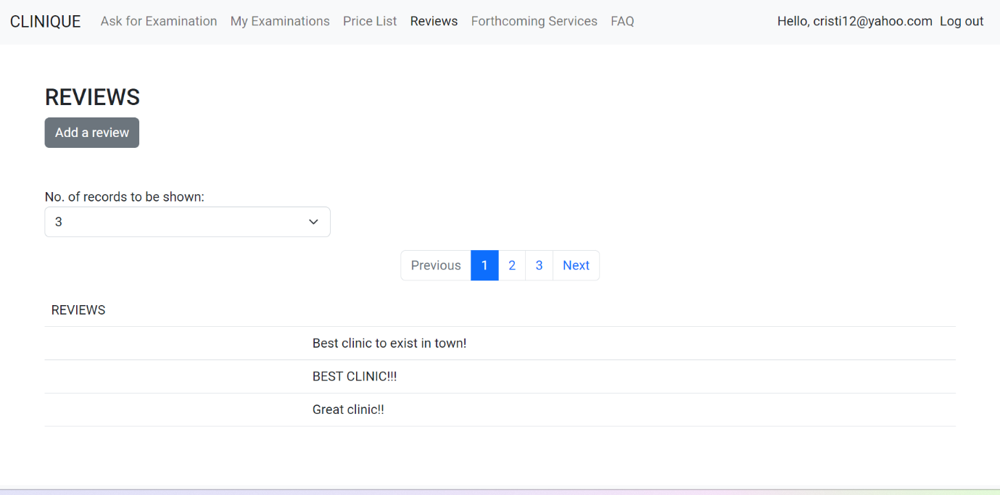 CLINIQUE Ask for Examination My Examinations Price List Reviews Forthcoming Services FAQ Hello, cristi12@yahoo.com Log out
REVIEWS
Add a review
No. of records to be shown:
3
Previous 1 2 3 Next
REVIEWS
Best clinic to exist in town!
BEST CLINIC!!!
Great clinic!!